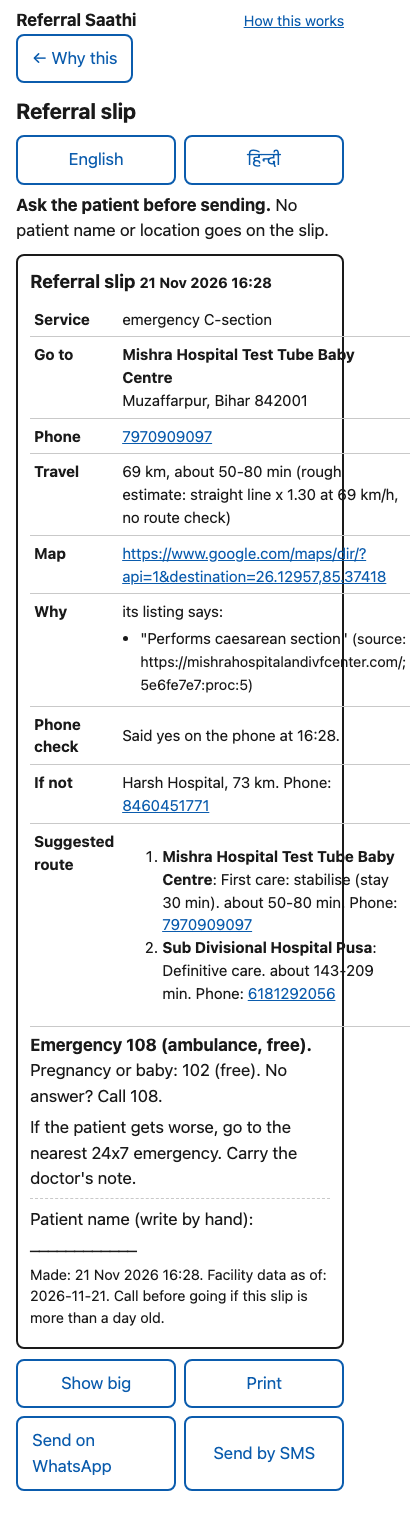 Referral Saathi
How this works
← Why this
Referral slip
English
हिन्दी
Ask the patient before sending. No
patient name or location goes on the slip.
Referral slip 21 Nov 2026 16:28
Service emergency C-section
Go to Mishra Hospital Test Tube Baby
Centre
Muzaffarpur, Bihar 842001
Phone 7970909097
Travel 69 km, about 50-80 min (rough
estimate: straight line x 1.30 at 69 km/h,
no route check)
Map https://www.google.com/maps/dir/?
api=1&destination=26.12957,85.37418
Why its listing says:
• "Performs caesarean section" (source:
https://mishrahospitalandivfcenter.com/;
5e6fe7e7:proc:5)
Phone
check
Said yes on the phone at 16:28.
If not Harsh Hospital, 73 km. Phone:
8460451771
Suggested
route
1. Mishra Hospital Test Tube Baby
Centre: First care: stabilise (stay
30 min). about 50-80 min. Phone:
7970909097
2. Sub Divisional Hospital Pusa:
Definitive care. about 143-209
min. Phone: 6181292056
Emergency 108 (ambulance, free).
Pregnancy or baby: 102 (free). No
answer? Call 108.
If the patient gets worse, go to the
nearest 24x7 emergency. Carry the
doctor's note.
Patient name (write by hand):
____________
Made: 21 Nov 2026 16:28. Facility data as of:
2026-11-21. Call before going if this slip is
more than a day old.
Show big
Print
Send on
WhatsApp
Send by SMS